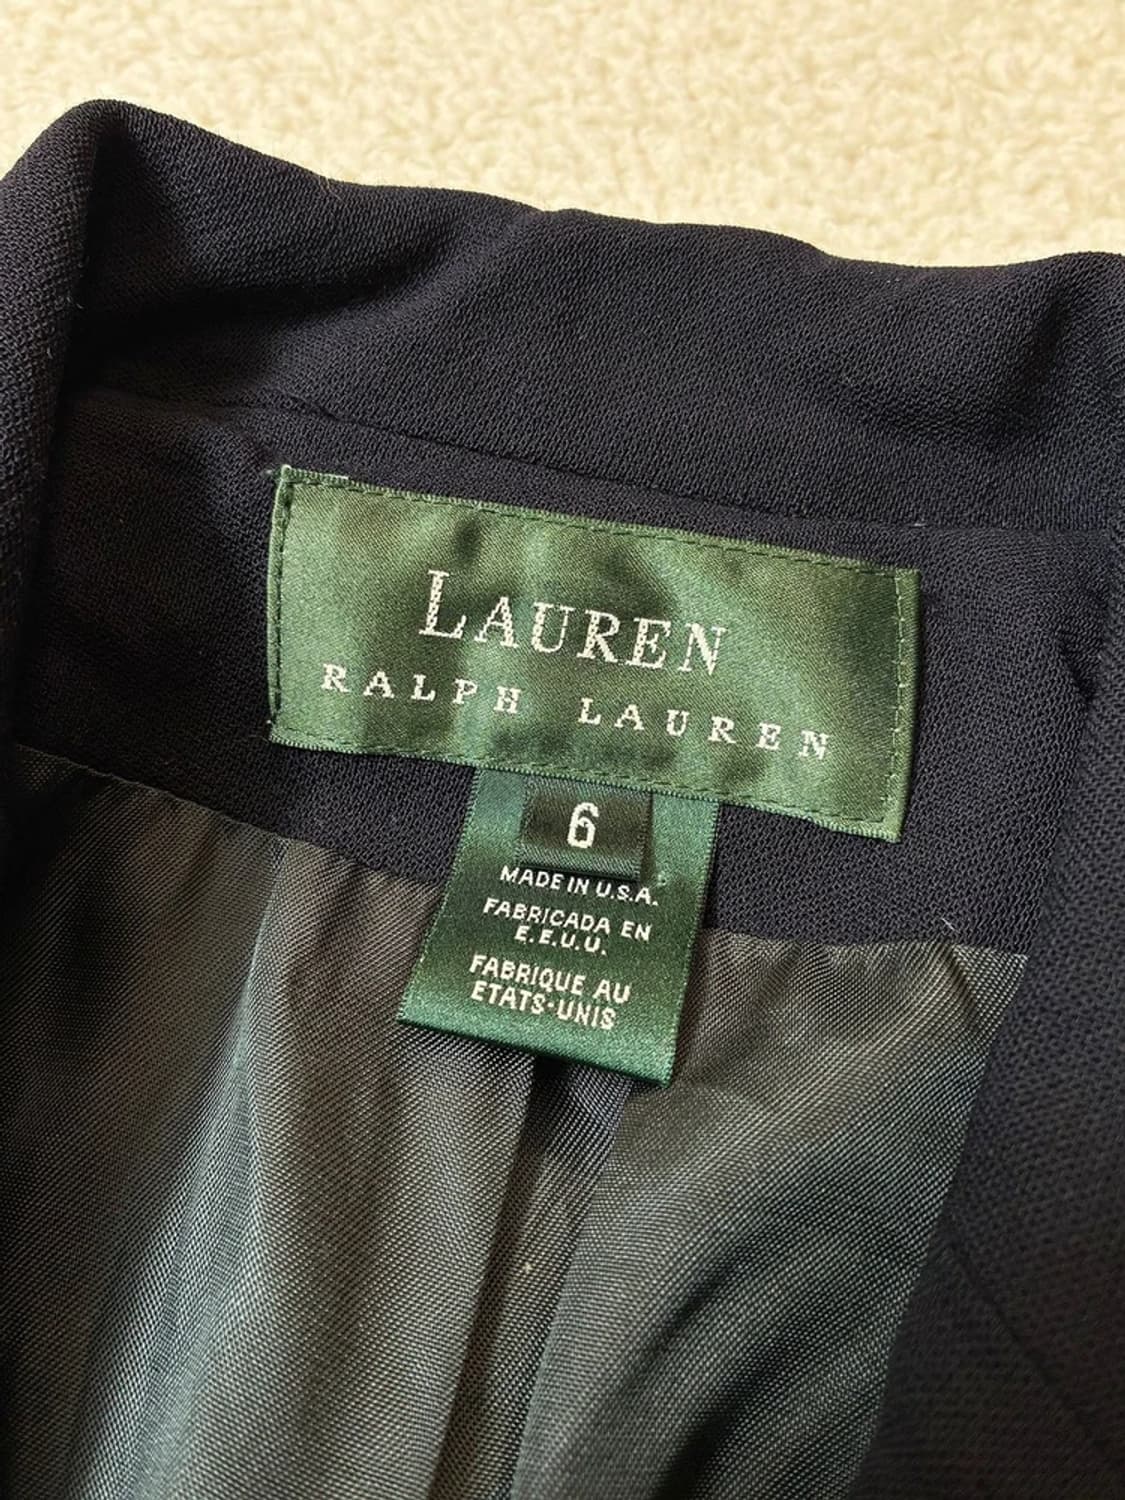 LAUREN
RALPH LAUREN
6
MADE IN U.S.A.
FABRICADA EN
E.E.U.U.
FABRIQUE AU
ETATS-UNIS